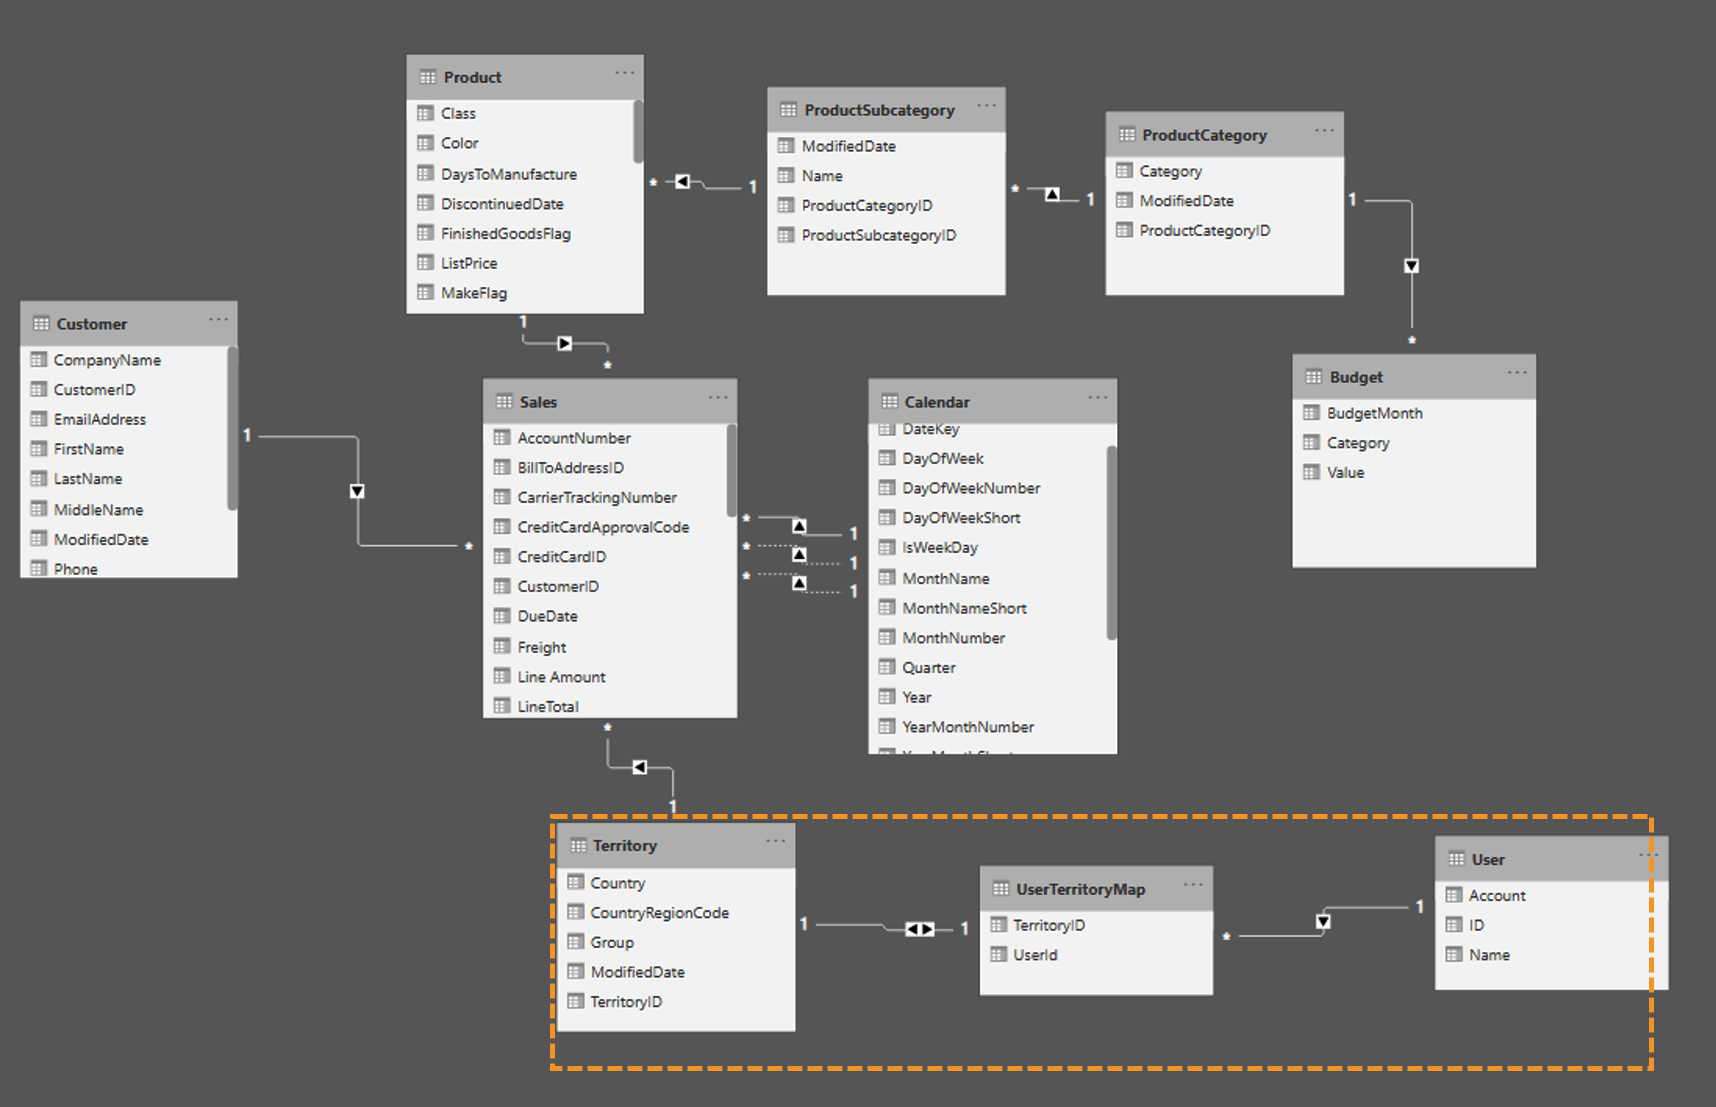 Product
Class
Color
DaysToManufacture
DiscontinuedDate
FinishedGoodsFlag
ListPrice
MakeFlag
* 1
ProductSubcategory
ModifiedDate
Name
ProductCategoryID
ProductSubcategoryID
* 1
ProductCategory
Category
ModifiedDate
ProductCategoryID
1
*
Budget
BudgetMonth
Category
Value
Customer
CompanyName
CustomerID
EmailAddress
FirstName
LastName
MiddleName
ModifiedDate
Phone
1
*
1
*
Sales
AccountNumber
BillToAddressID
CarrierTrackingNumber
CreditCardApprovalCode
CreditCardID
CustomerID
DueDate
Freight
Line Amount
LineTotal
* 1
* 1
* 1
Calendar
DateKey
DayOfWeek
DayOfWeekNumber
DayOfWeekShort
IsWeekDay
MonthName
MonthNameShort
MonthNumber
Quarter
Year
YearMonthNumber
*
1
Territory
Country
CountryRegionCode
Group
ModifiedDate
TerritoryID
1 1
UserTerritoryMap
TerritoryID
UserId
* 1
User
Account
ID
Name